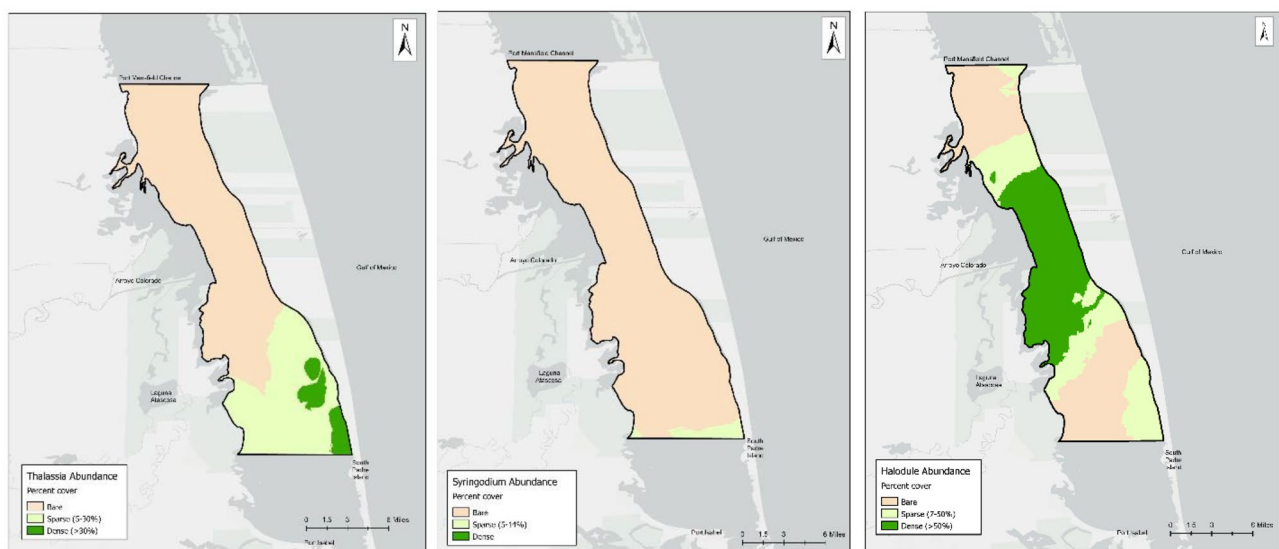 N
Port Mansfield Channel
Gulf of Mexico
Arroyo Colorado
Laguna
Atascosa
South
Padre
Island
Thalassia Abundance
Percent cover
Bare
Sparse (5-30%)
Dense (>30%)
0 1.5 3 6 Miles
Port Isabel
N
Port Mansfield Channel
Gulf of Mexico
Arroyo Colorado
Laguna
Atascosa
South
Padre
Island
Syringodium Abundance
Percent cover
Bare
Sparse (5-14%)
Dense
0 1.5 3 6 Miles
Port Isabel
N
Port Mansfield Channel
Gulf of Mexico
Arroyo Colorado
Laguna
Atascosa
South
Padre
Island
Halodule Abundance
Percent cover
Bare
Sparse (7-50%)
Dense (>50%)
0 1.5 3 6 Miles
Port Isabel